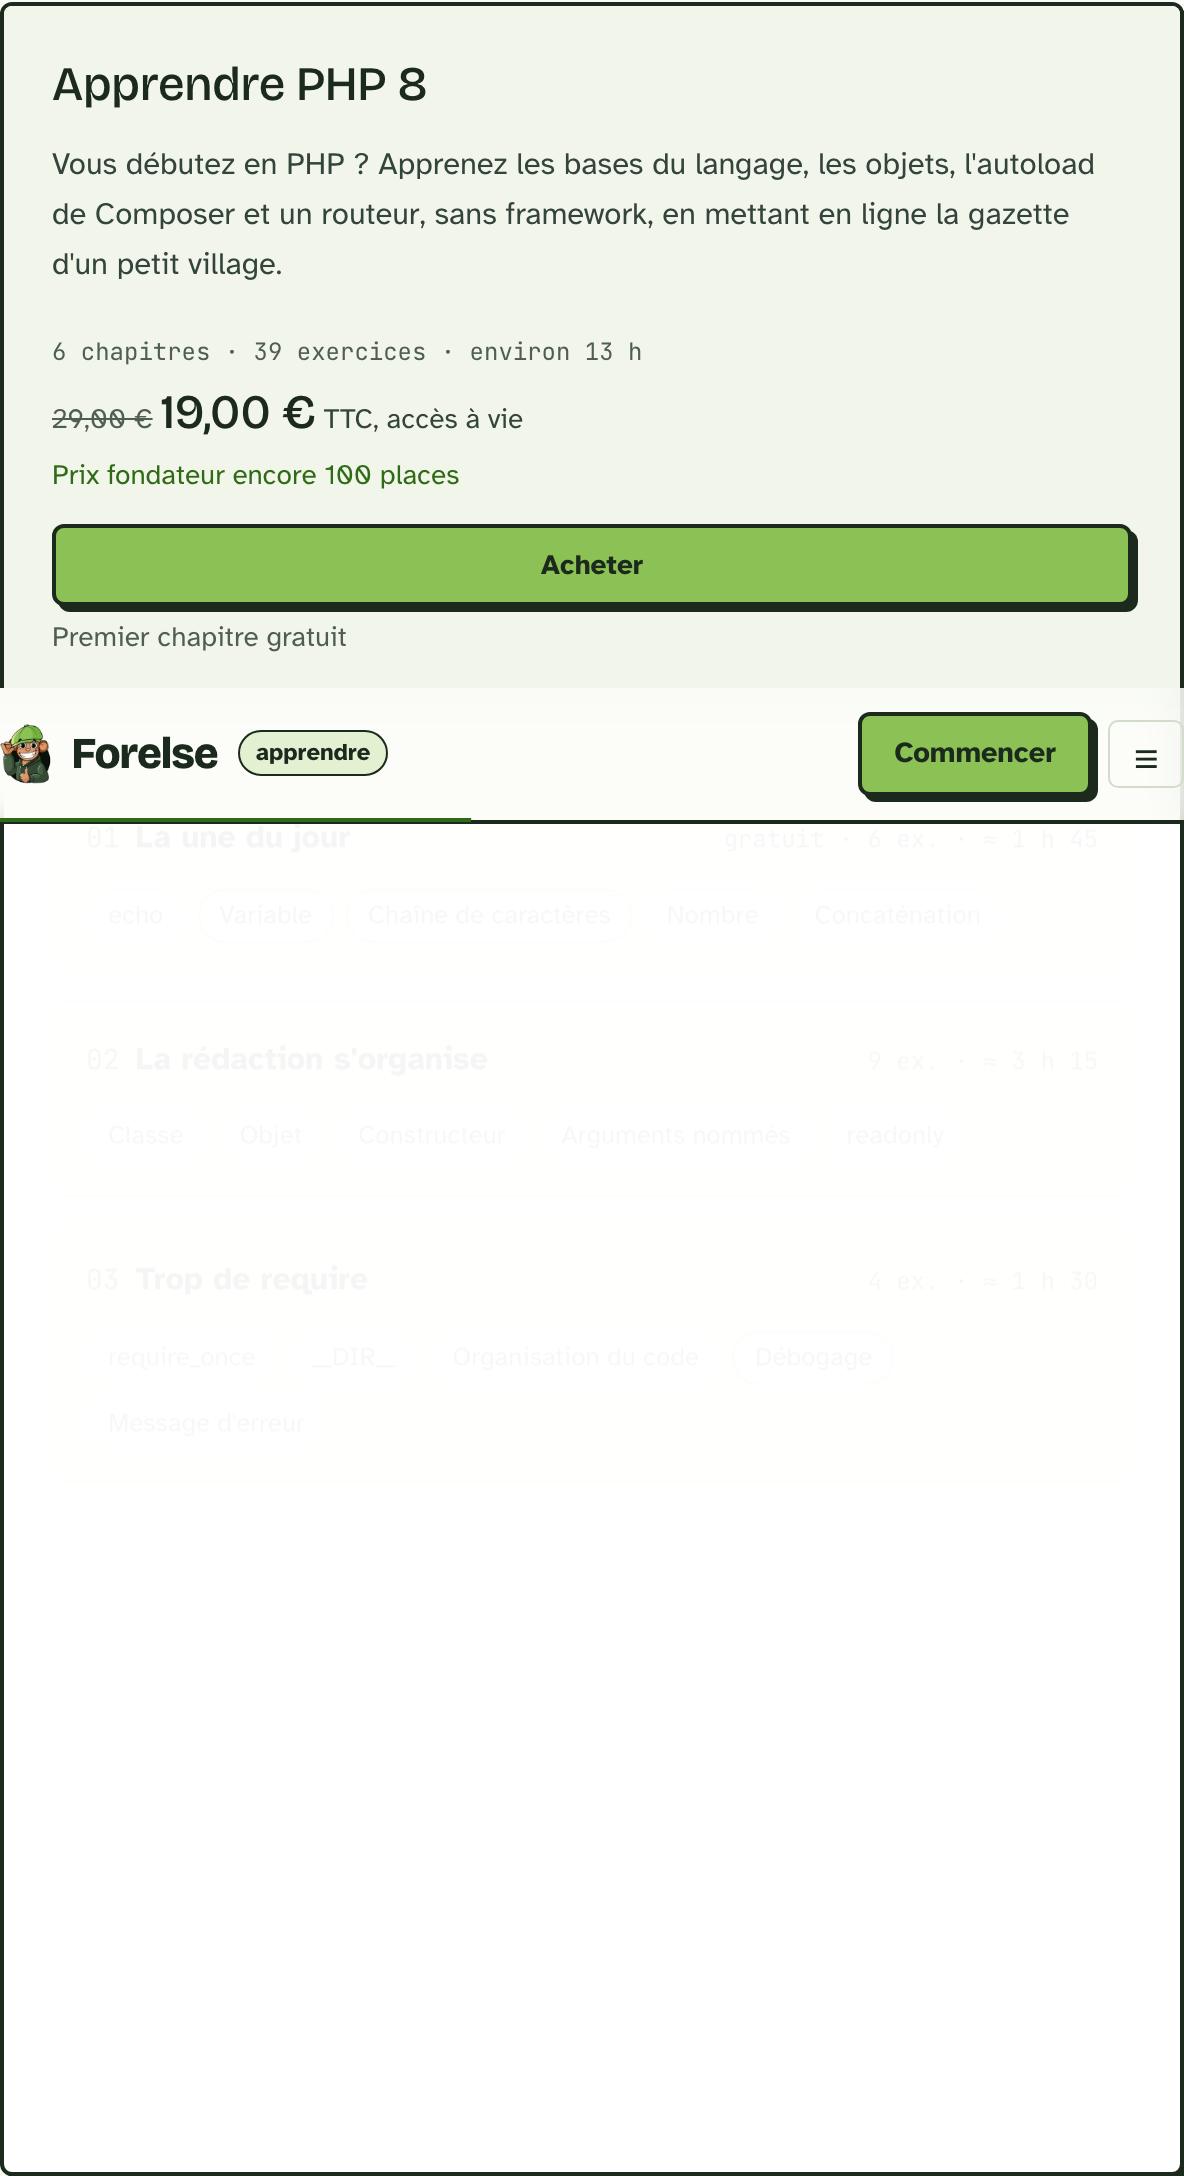 Apprendre PHP 8
Vous débutez en PHP ? Apprenez les bases du langage, les objets, l'autoload
de Composer et un routeur, sans framework, en mettant en ligne la gazette
d'un petit village.
6 chapitres · 39 exercices · environ 13 h
29,00 € 19,00 € TTC, accès à vie
Prix fondateur encore 100 places
Acheter
Premier chapitre gratuit
Forelse apprendre Commencer
01 La une du jour gratuit · 6 ex. · ≈ 1 h 45
echo Variable Chaîne de caractères Nombre Concaténation
02 La rédaction s'organise 9 ex. · ≈ 3 h 15
Classe Objet Constructeur Arguments nommés readonly
03 Trop de require 4 ex. · ≈ 1 h 30
require_once __DIR__ Organisation du code Débogage
Message d'erreur